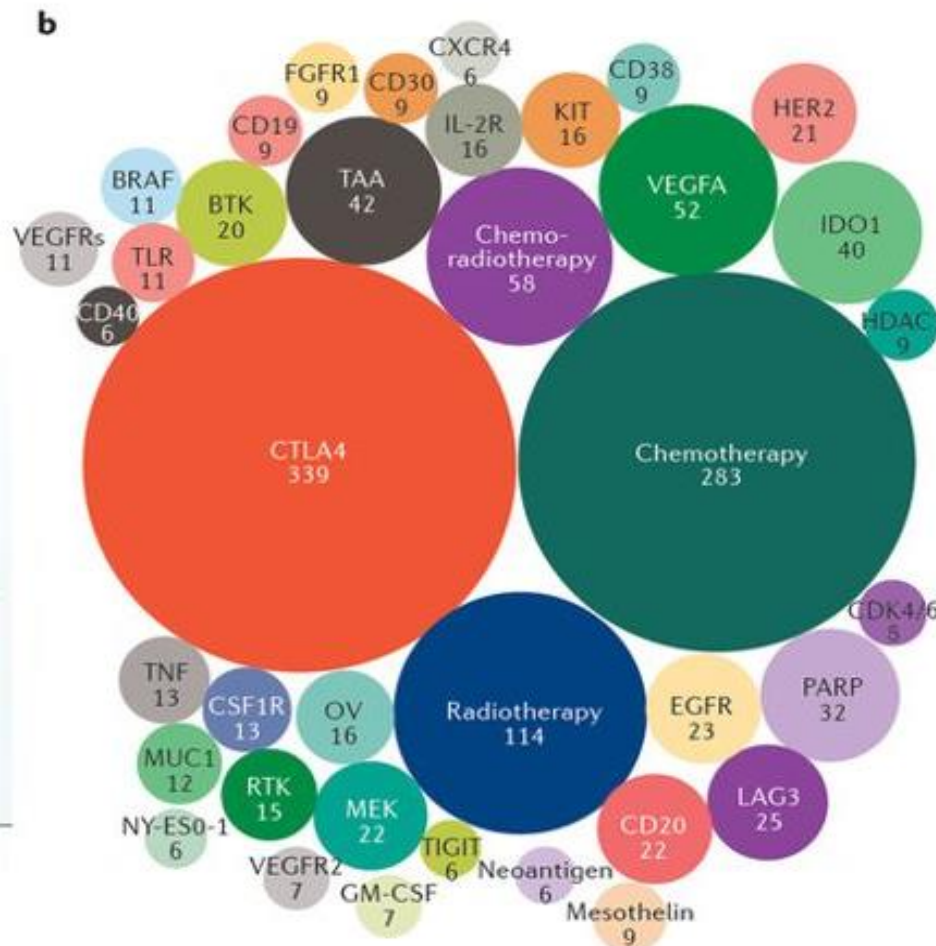 b
CXCR4
6
FGFR1
9
CD30
9
CD38
9
CD19
9
IL-2R
16
KIT
16
HER2
21
BRAF
11
BTK
20
TAA
42
VEGFA
52
VEGFRs
11
TLR
11
Chemo-
radiotherapy
58
IDO1
40
CD40
6
HDAC
9
CTLA4
339
Chemotherapy
283
CDK4/6
5
TNF
13
CSF1R
13
OV
16
Radiotherapy
114
EGFR
23
PARP
32
MUC1
12
RTK
15
MEK
22
CD20
22
LAG3
25
NY-ES0-1
6
VEGFR2
7
GM-CSF
7
TIGIT
6
Neoantigen
6
Mesothelin
9